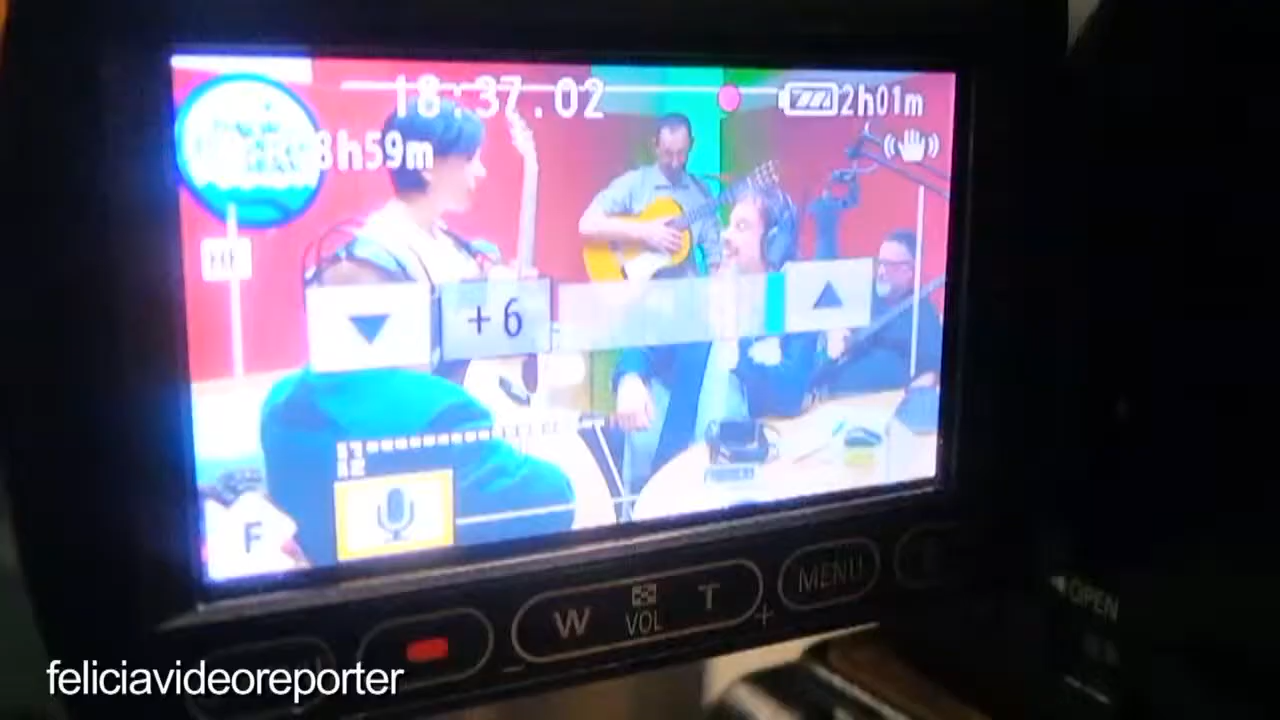 18:37.02
2h01m
8h59m
+6
F
W VOL T
+
MENU
OPEN
feliciavideoreporter